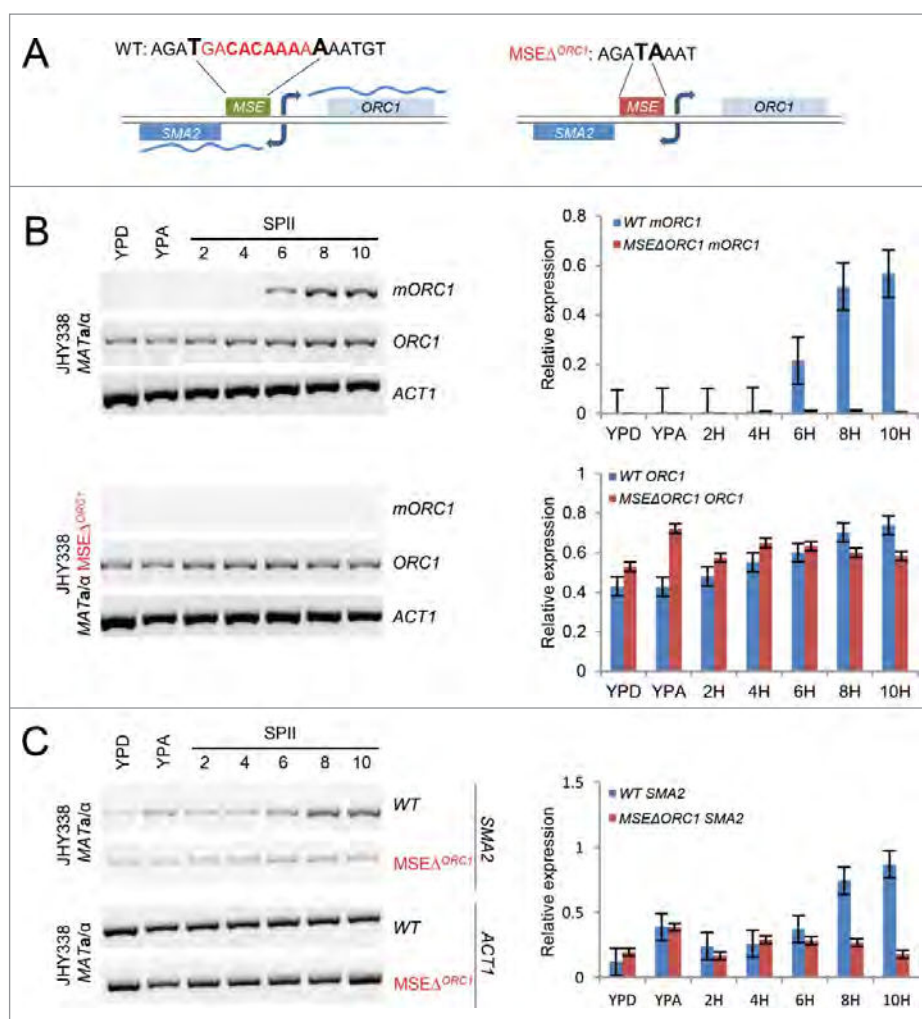 A
WT: AGATGACACAAAAAAATGT
MSEΔORC1: AGATAAAT
MSE
ORC1
SMA2
MSE
ORC1
SMA2
B
YPD
YPA
SPII
2 4 6 8 10
JHY338
MATa/α
mORC1
ORC1
ACT1
JHY338
MATa/α MSEΔORC1
mORC1
ORC1
ACT1
Relative expression
0.8
0.6
0.4
0.2
0
WT mORC1
MSEΔORC1 mORC1
YPD YPA 2H 4H 6H 8H 10H
Relative expression
1
0.8
0.6
0.4
0.2
0
WT ORC1
MSEΔORC1 ORC1
YPD YPA 2H 4H 6H 8H 10H
C
YPD
YPA
SPII
2 4 6 8 10
JHY338
MATa/α
WT
MSEΔORC1
SMA2
JHY338
MATa/α
WT
MSEΔORC1
ACT1
Relative expression
1.5
1
0.5
0
WT SMA2
MSEΔORC1 SMA2
YPD YPA 2H 4H 6H 8H 10H